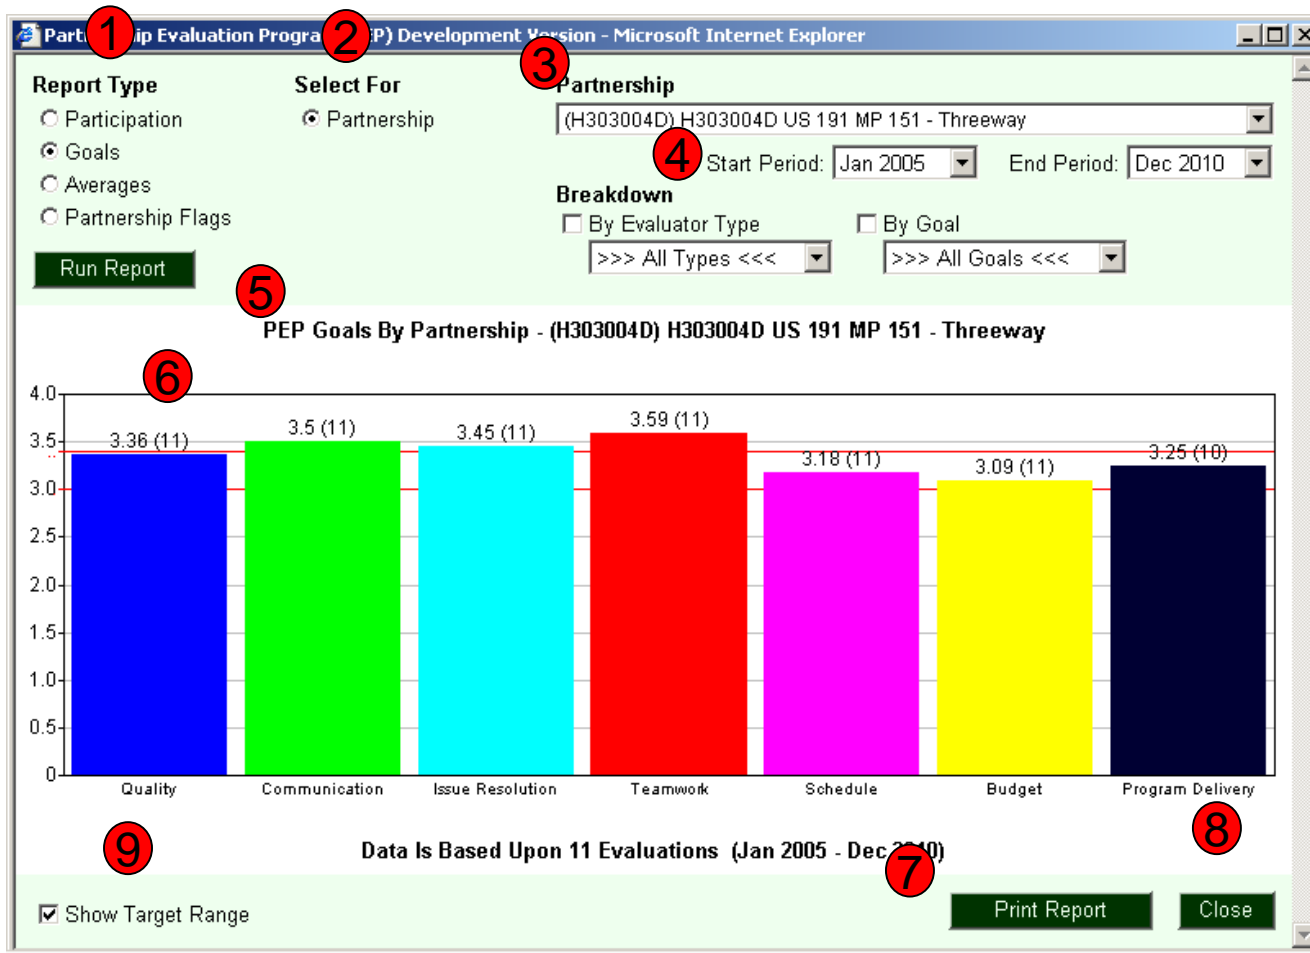 1
2
Part ip Evaluation Progra EP) Development Version - Microsoft Internet Explorer
3
Report Type
Select For
Partnership
Participation
Partnership
(H303004D) H303004D US 191 MP 151 - Threeway
Goals
4
Start Period:
Jan 2005
End Period:
Dec 2010
Averages
Breakdown
Partnership Flags
By Evaluator Type
By Goal
>>> All Types <<<
>>> All Goals <<<
Run Report
5
PEP Goals By Partnership - (H303004D) H303004D US 191 MP 151 - Threeway
6
4.0
3.5
3.0
2.5
2.0
1.5
1.0
0.5
0
3.36 (11)
3.5 (11)
3.45 (11)
3.59 (11)
3.18 (11)
3.09 (11)
3.25 (10)
Quality
Communication
Issue Resolution
Teamwork
Schedule
Budget
Program Delivery
8
9
Data Is Based Upon 11 Evaluations (Jan 2005 - Dec 2010)
7
Show Target Range
Print Report
Close